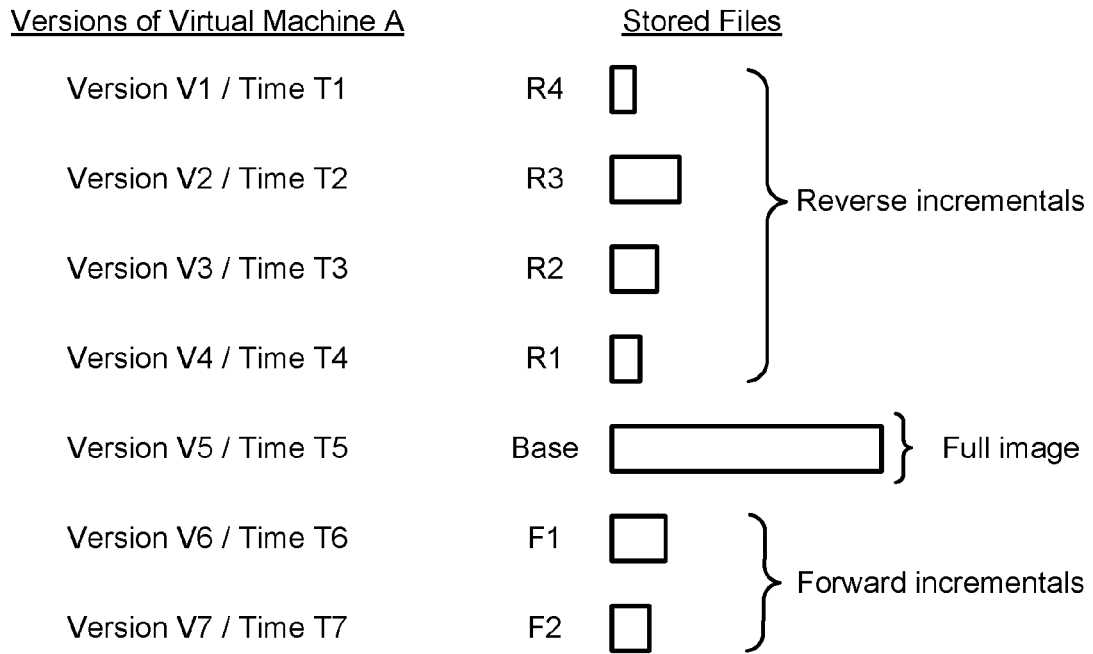 Versions of Virtual Machine A Stored Files
Version V1 / Time T1 R4
Version V2 / Time T2 R3
Reverse incrementals
Version V3 / Time T3 R2
Version V4 / Time T4 R1
Version V5 / Time T5 Base Full image
Version V6 / Time T6 F1
Forward incrementals
Version V7 / Time T7 F2